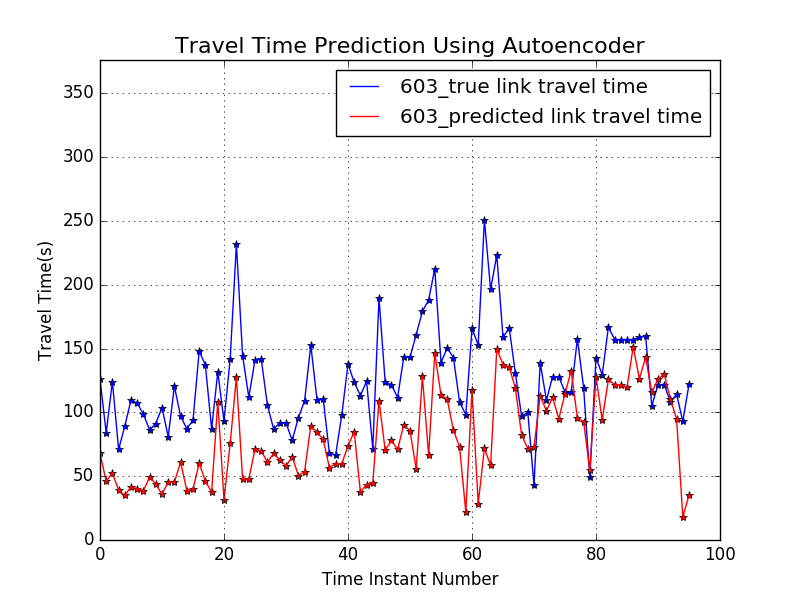 Travel Time Prediction Using Autoencoder
603_true link travel time
603_predicted link travel time
350
300
250
200
150
100
50
0
Travel Time(s)
0 20 40 60 80 100
Time Instant Number